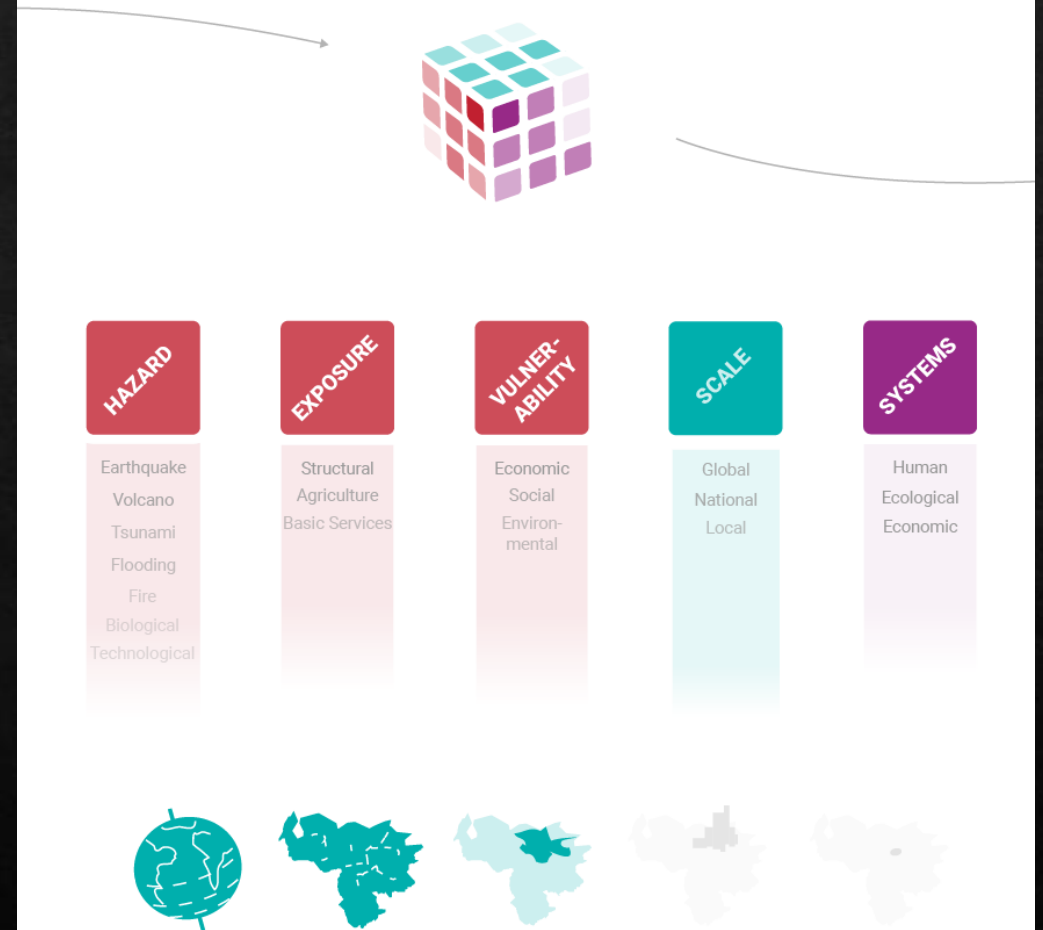 HAZARD
EXPOSURE
VULNER-
ABILITY
SCALE
SYSTEMS
Earthquake
Volcano
Tsunami
Flooding
Fire
Biological
Technological
Structural
Agriculture
Basic Services
Economic
Social
Environ-
mental
Global
National
Local
Human
Ecological
Economic